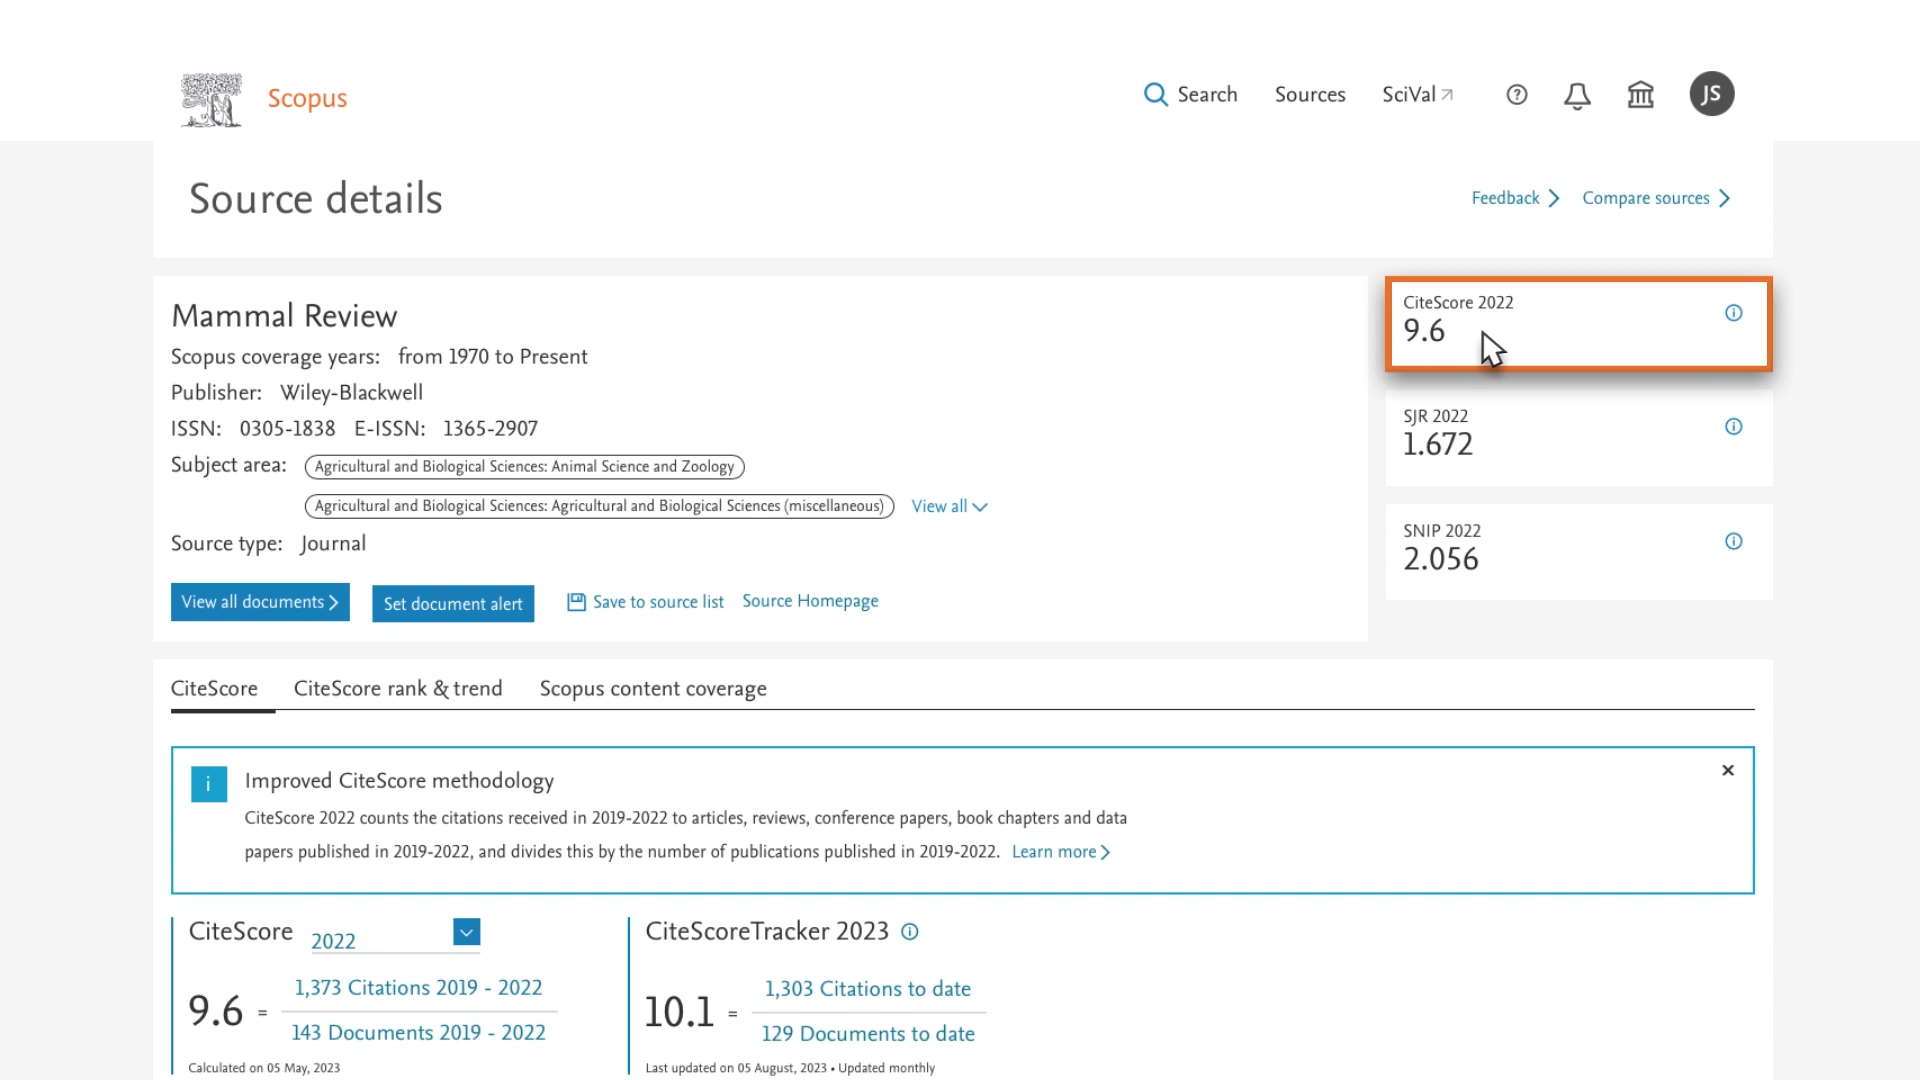 Scopus
Search Sources SciVal JS
Source details
Feedback Compare sources
Mammal Review
Scopus coverage years: from 1970 to Present
Publisher: Wiley-Blackwell
ISSN: 0305-1838 E-ISSN: 1365-2907
Subject area: Agricultural and Biological Sciences: Animal Science and Zoology
Agricultural and Biological Sciences: Agricultural and Biological Sciences (miscellaneous) View all
Source type: Journal
View all documents Set document alert Save to source list Source Homepage
CiteScore 2022
9.6
SJR 2022
1.672
SNIP 2022
2.056
CiteScore CiteScore rank & trend Scopus content coverage
Improved CiteScore methodology
CiteScore 2022 counts the citations received in 2019-2022 to articles, reviews, conference papers, book chapters and data
papers published in 2019-2022, and divides this by the number of publications published in 2019-2022. Learn more
CiteScore 2022
9.6 = 1,373 Citations 2019 - 2022
143 Documents 2019 - 2022
Calculated on 05 May, 2023
CiteScoreTracker 2023
10.1 = 1,303 Citations to date
129 Documents to date
Last updated on 05 August, 2023 • Updated monthly